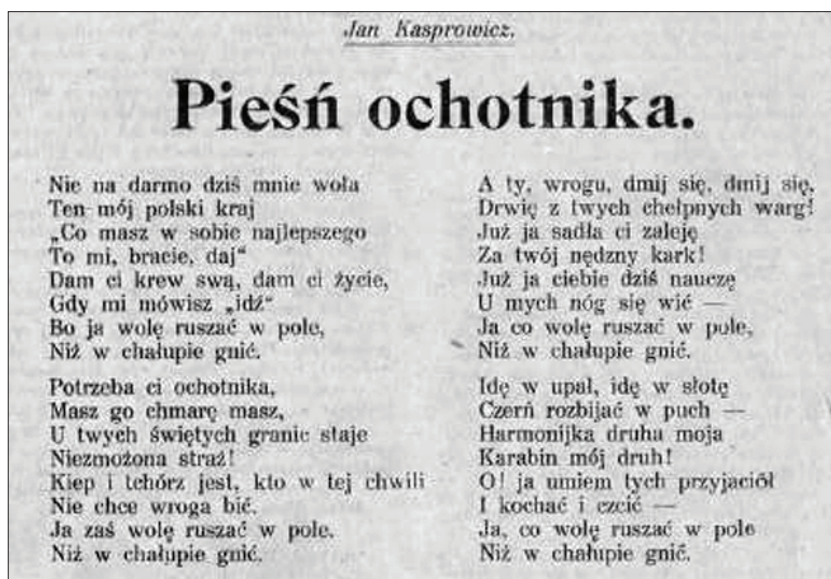 Jan Kasprowicz.
Pieśń ochotnika.
Nie na darmo dziś mnie woła
Ten mój polski kraj
„Co masz w sobie najlepszego
To mi, bracie, daj“
Dam ci krew swą, dam ci życie,
Gdy mi mówisz „idź“
Bo ja wolę ruszać w pole,
Niż w chałupie gnić.
Potrzeba ci ochotnika,
Masz go chmarę masz,
U twych świętych granic staje
Niezmożona straż!
Kiep i tchórz jest, kto w tej chwili
Nie chce wroga bić.
Ja zaś wolę ruszać w pole.
Niż w chałupie gnić.
A ty, wrogu, dmij się, dmij się,
Drwię z twych chełpnych warg!
Już ja sadła ci zaleję
Za twój nędzny kark!
Już ja ciebie dziś nauczę
U mych nóg się wić —
Ja co wolę ruszać w pole,
Niż w chałupie gnić.
Idę w upał, idę w słotę
Czerń rozbijać w puch —
Harmonijka druha moja
Karabin mój druh!
O! ja umiem tych przyjaciół
I kochać i czcić —
Ja, co wolę ruszać w pole
Niż w chałupie gnić.